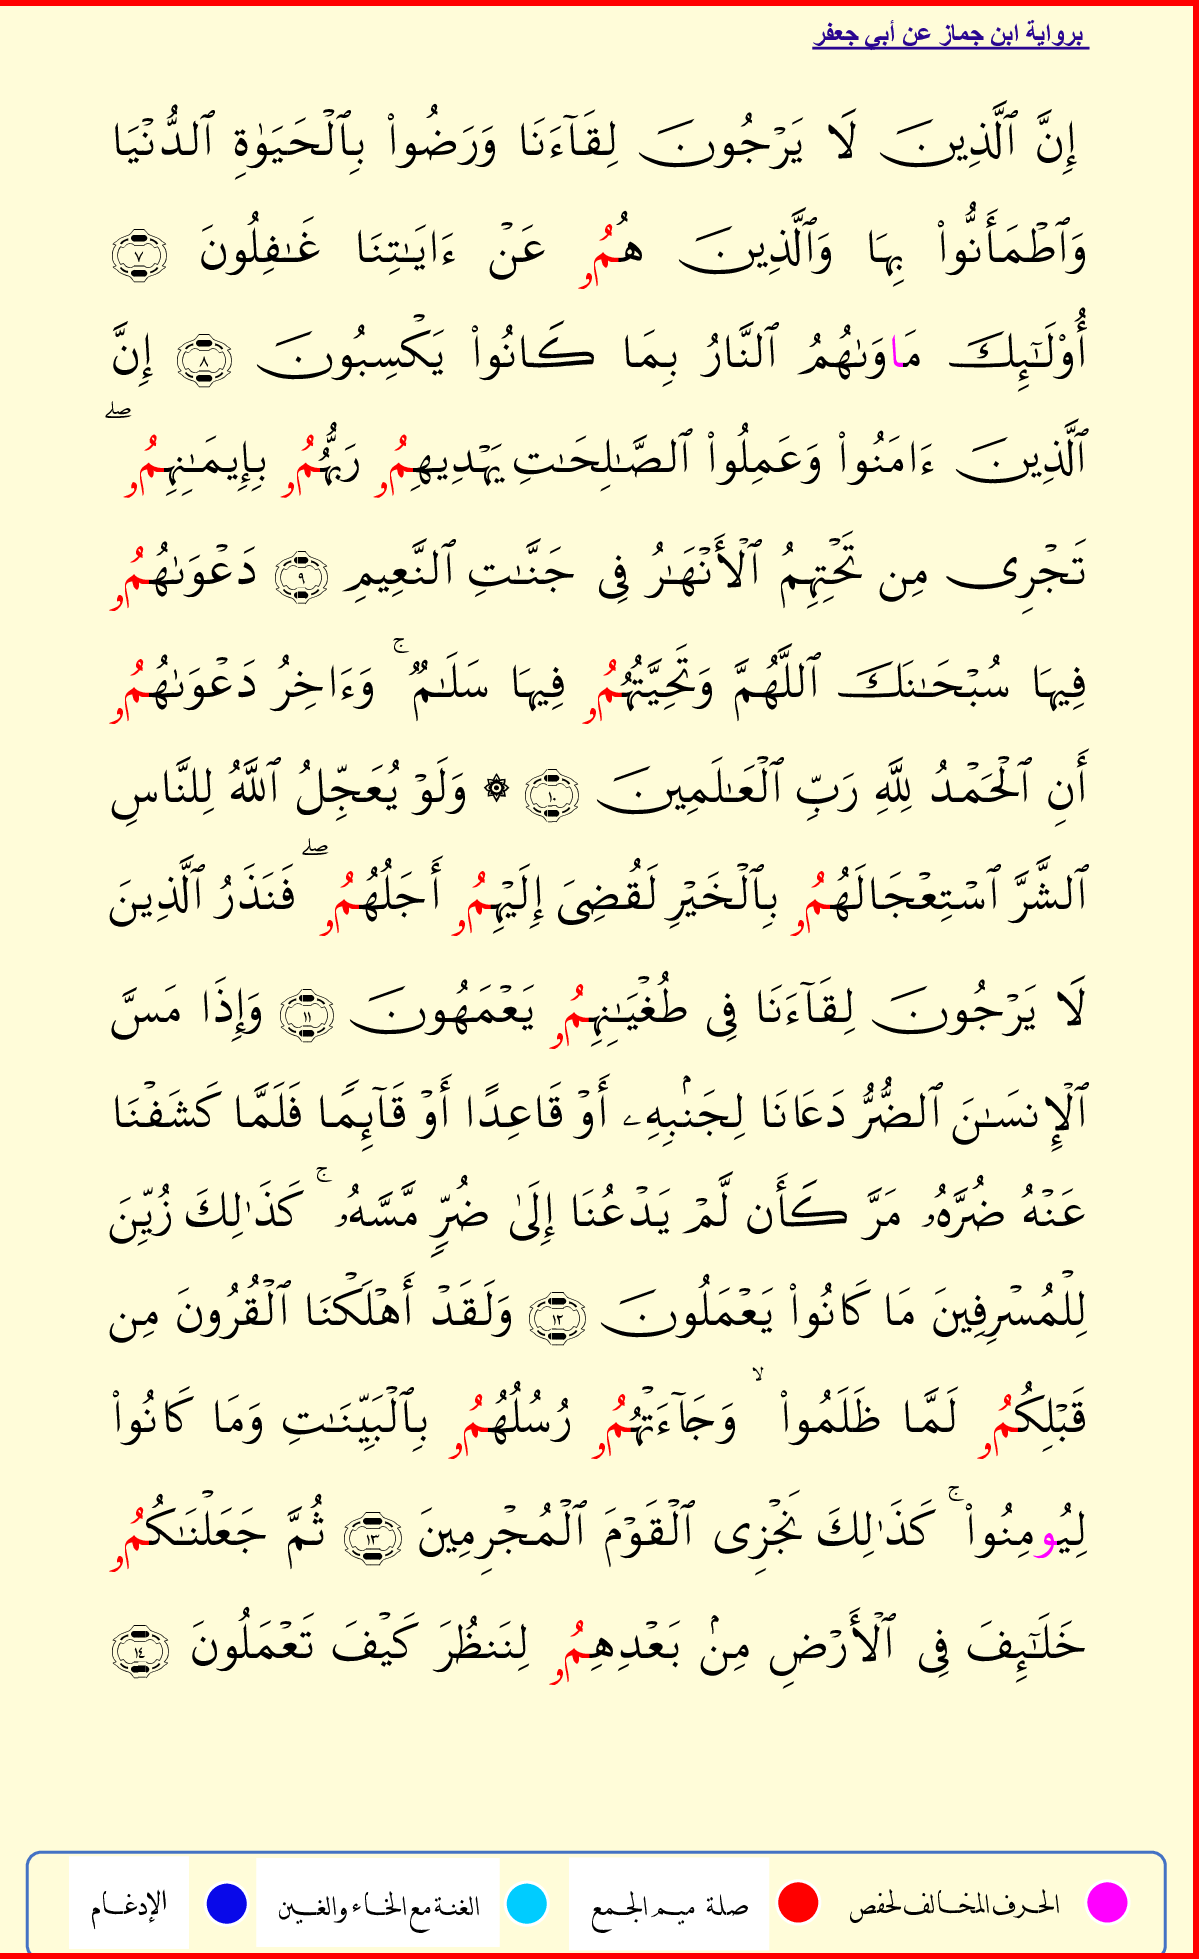 برواية ابن جماز عن أبي جعفر
إِنَّ ٱلَّذِينَ لَا يَرۡجُونَ لِقَآءَنَا وَرَضُوا۟ بِٱلۡحَيَوٰةِ ٱلدُّنۡيَا
وَٱطۡمَأَنُّوا۟ بِهَا وَٱلَّذِينَ هُمُۥ عَنۡ ءَايَـٰتِنَا غَـٰفِلُونَ ٧
أُو۟لَـٰٓئِكَ مَاوَىٰهُمُ ٱلنَّارُ بِمَا كَانُوا۟ يَكۡسِبُونَ ٨ إِنَّ
ٱلَّذِينَ ءَامَنُوا۟ وَعَمِلُوا۟ ٱلصَّـٰلِحَـٰتِ يَهۡدِيهِمُۥ رَبُّهُمُۥ بِإِيمَـٰنِهِمُۥ ۖ
تَجۡرِى مِن تَحۡتِهِمُ ٱلۡأَنۡهَـٰرُ فِى جَنَّـٰتِ ٱلنَّعِيمِ ٩ دَعۡوَىٰهُمُۥ
فِيهَا سُبۡحَـٰنَكَ ٱللَّهُمَّ وَتَحِيَّتُهُمُۥ فِيهَا سَلَـٰمٌ ۚ وَءَاخِرُ دَعۡوَىٰهُمُۥ
أَنِ ٱلۡحَمۡدُ لِلَّهِ رَبِّ ٱلۡعَـٰلَمِينَ ١٠ ۞ وَلَوۡ يُعَجِّلُ ٱللَّهُ لِلنَّاسِ
ٱلشَّرَّ ٱسۡتِعۡجَالَهُمُۥ بِٱلۡخَيۡرِ لَقُضِىَ إِلَيۡهِمُۥ أَجَلُهُمُۥ ۖ فَنَذَرُ ٱلَّذِينَ
لَا يَرۡجُونَ لِقَآءَنَا فِى طُغۡيَـٰنِهِمُۥ يَعۡمَهُونَ ١١ وَإِذَا مَسَّ
ٱلۡإِنسَـٰنَ ٱلضُّرُّ دَعَانَا لِجَنۢبِهِۦ أَوۡ قَاعِدًا أَوۡ قَآئِمًا فَلَمَّا كَشَفۡنَا
عَنۡهُ ضُرَّهُۥ مَرَّ كَأَن لَّمۡ يَدۡعُنَا إِلَىٰ ضُرٍّ مَّسَّهُۥ ۚ كَذَٰلِكَ زُيِّنَ
لِلۡمُسۡرِفِينَ مَا كَانُوا۟ يَعۡمَلُونَ ١٢ وَلَقَدۡ أَهۡلَكۡنَا ٱلۡقُرُونَ مِن
قَبۡلِكُمُۥ لَمَّا ظَلَمُوا۟ ۙ وَجَآءَتۡهُمُۥ رُسُلُهُمُۥ بِٱلۡبَيِّنَـٰتِ وَمَا كَانُوا۟
لِيُومِنُوا۟ ۚ كَذَٰلِكَ نَجۡزِى ٱلۡقَوۡمَ ٱلۡمُجۡرِمِينَ ١٣ ثُمَّ جَعَلۡنَـٰكُمُۥ
خَلَـٰٓئِفَ فِى ٱلۡأَرۡضِ مِنۢ بَعۡدِهِمُۥ لِنَنظُرَ كَيۡفَ تَعۡمَلُونَ ١٤
الحرف المخالف لحفص صلة ميم الجمع الغنة مع الخاء والغين الإدغام